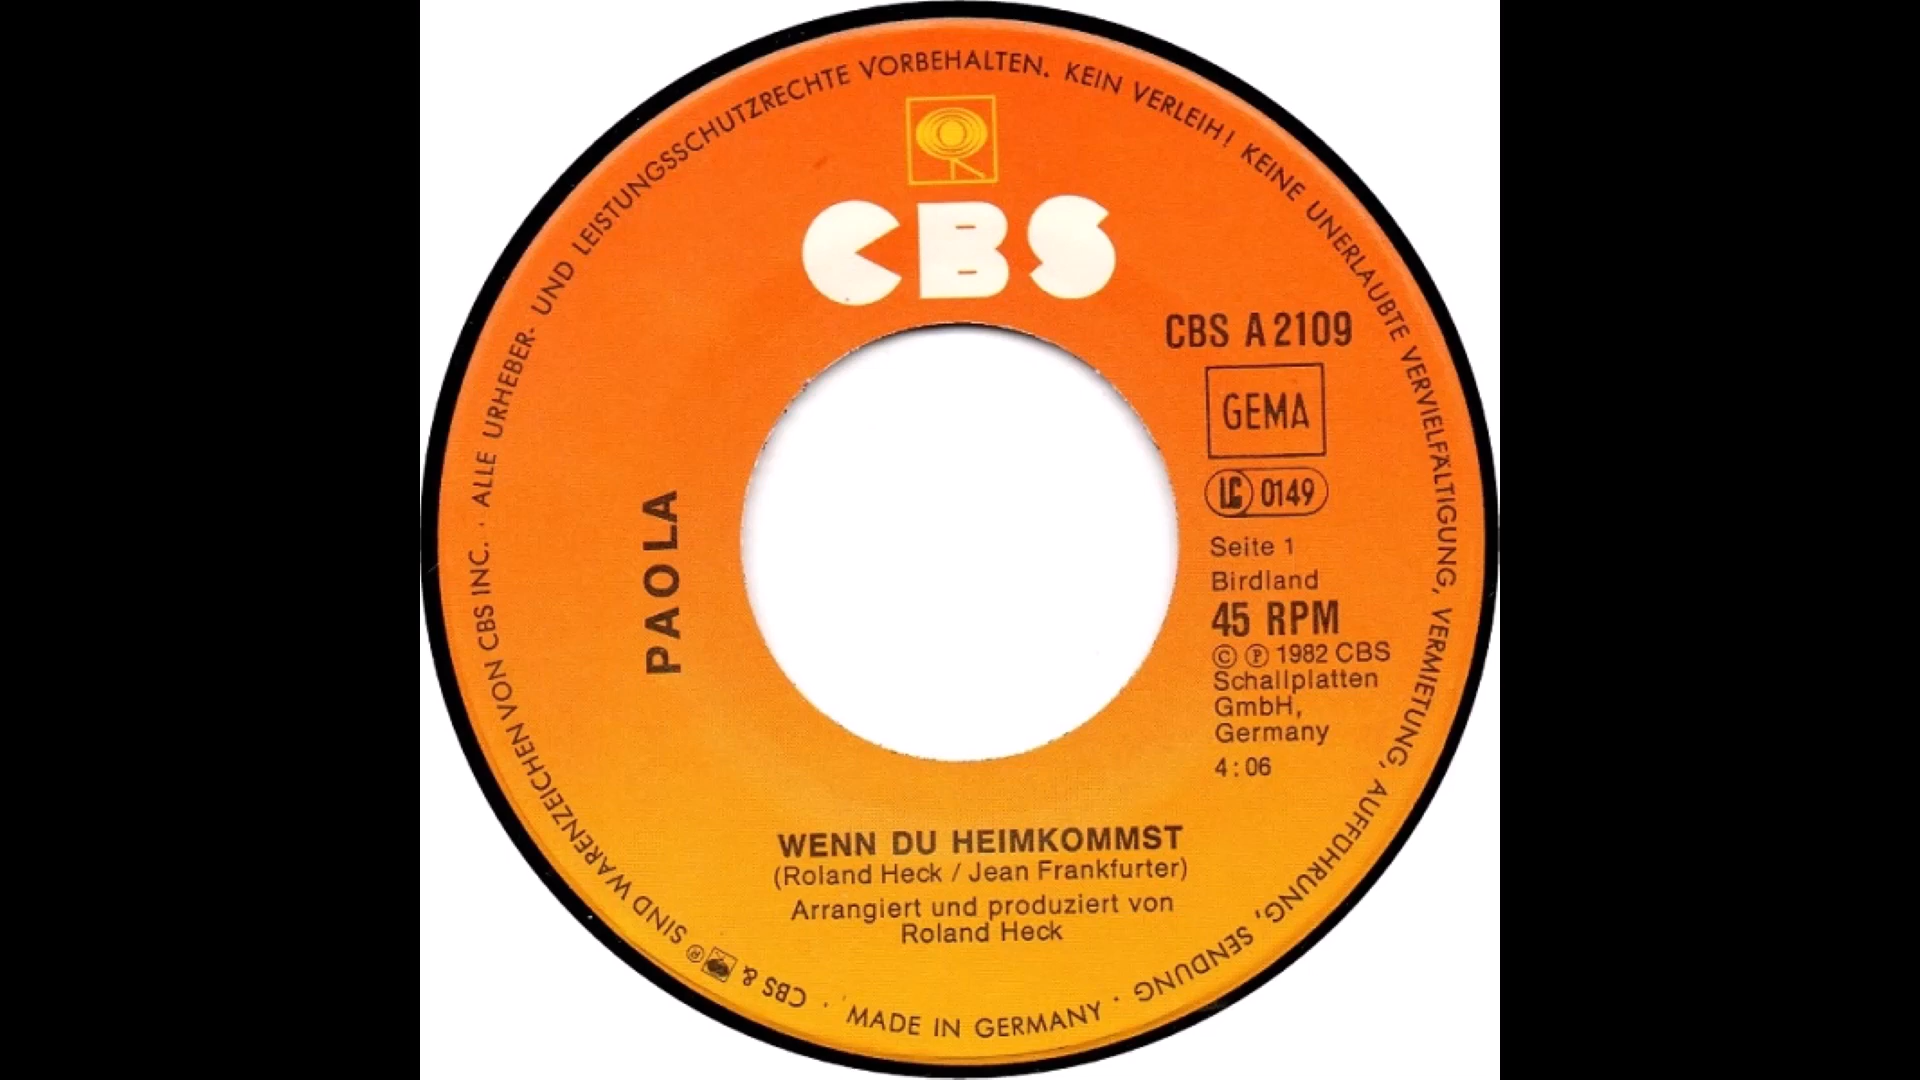 CBS & ® SIND WARENZEICHEN VON CBS INC. · ALLE URHEBER- UND LEISTUNGSSCHUTZRECHTE VORBEHALTEN. KEIN VERLEIH! KEINE UNERLAUBTE VERVIELFÄLTIGUNG, VERMIETUNG, AUFFÜHRUNG, SENDUNG · MADE IN GERMANY ·
CBS
CBS A 2109
GEMA
LC 0149
Seite 1
Birdland
45 RPM
© ℗ 1982 CBS
Schallplatten
GmbH,
Germany
4:06
PAOLA
WENN DU HEIMKOMMST
(Roland Heck / Jean Frankfurter)
Arrangiert und produziert von
Roland Heck